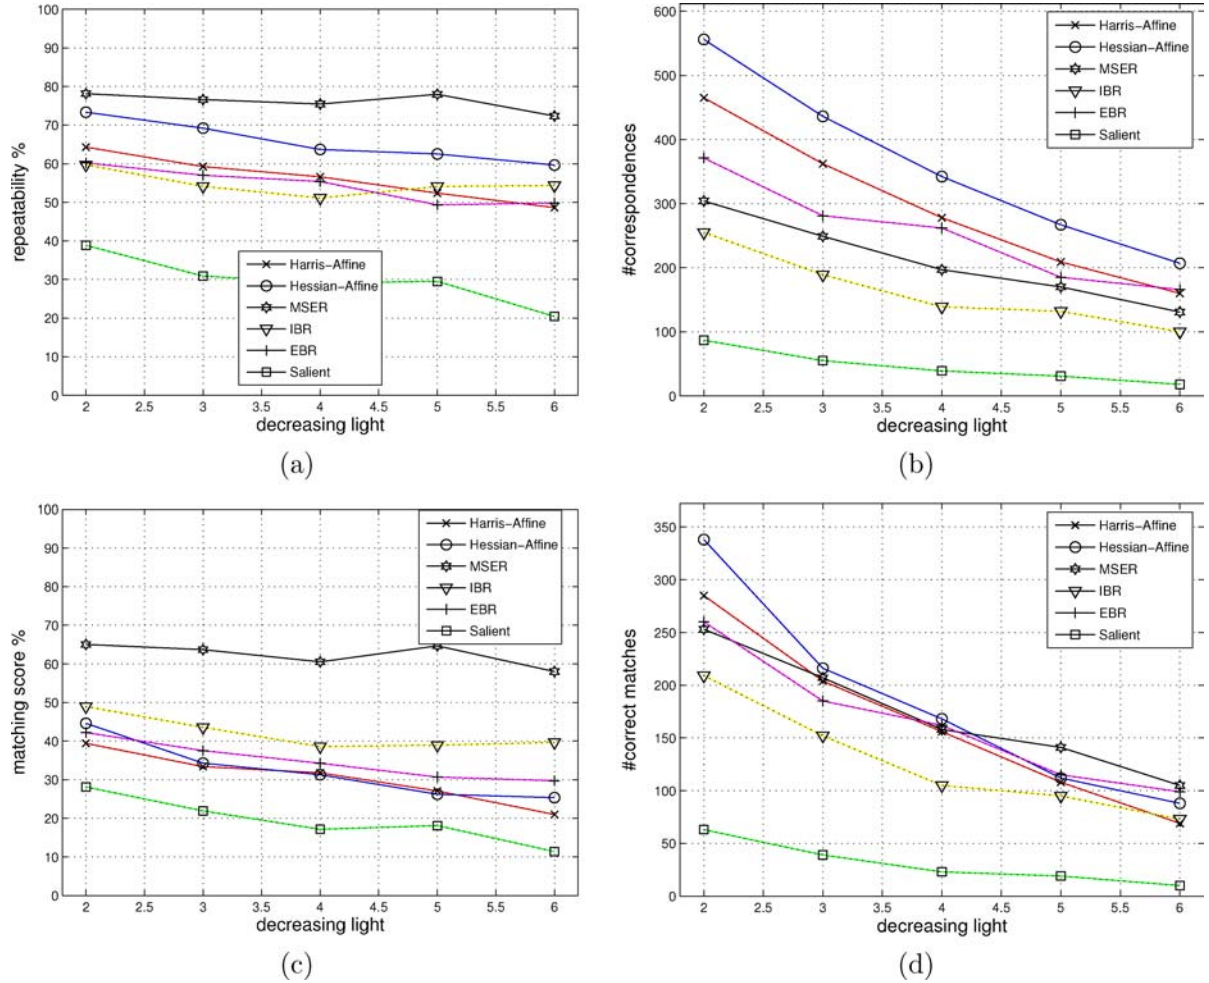 100
90
80
70
60
50
40
30
20
10
0
repeatability %
Harris-Affine
Hessian-Affine
MSER
IBR
EBR
Salient
2 2.5 3 3.5 4 4.5 5 5.5 6
decreasing light
(a)
600
500
400
300
200
100
0
#correspondences
Harris-Affine
Hessian-Affine
MSER
IBR
EBR
Salient
2 2.5 3 3.5 4 4.5 5 5.5 6
decreasing light
(b)
100
90
80
70
60
50
40
30
20
10
0
matching score %
Harris-Affine
Hessian-Affine
MSER
IBR
EBR
Salient
2 2.5 3 3.5 4 4.5 5 5.5 6
decreasing light
(c)
350
300
250
200
150
100
50
0
#correct matches
Harris-Affine
Hessian-Affine
MSER
IBR
EBR
Salient
2 2.5 3 3.5 4 4.5 5 5.5 6
decreasing light
(d)